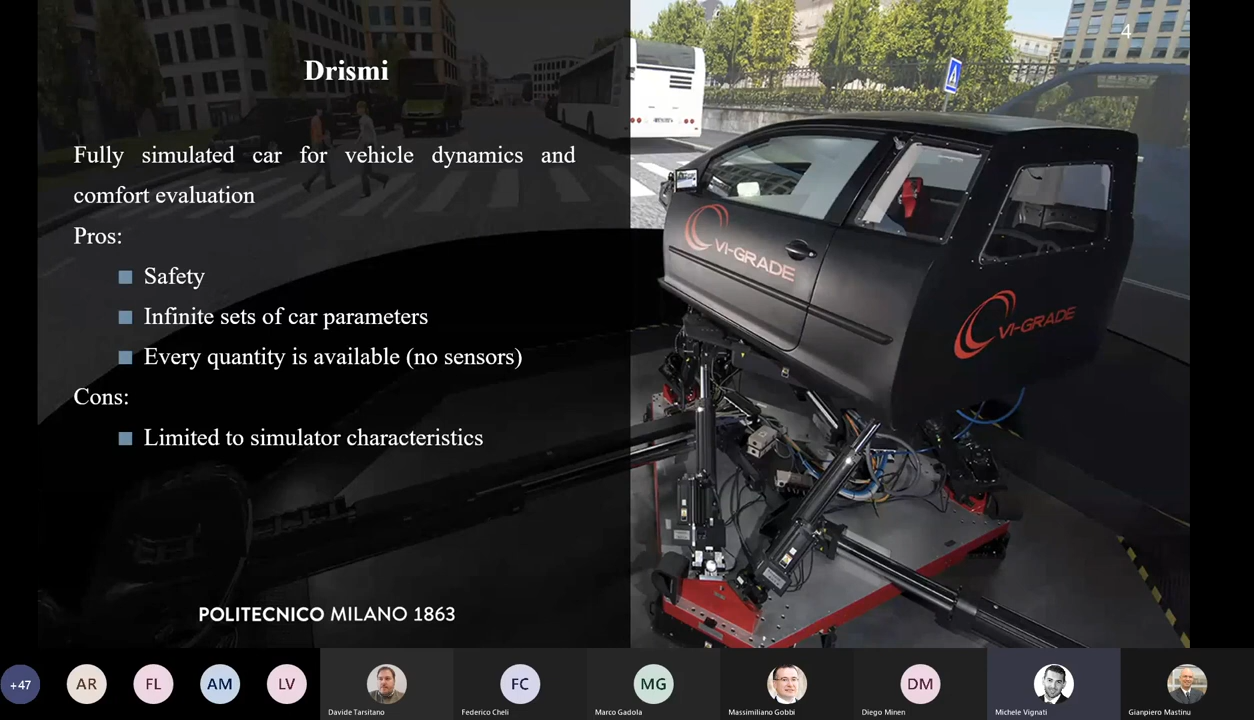 4
Drismi
Fully simulated car for vehicle dynamics and
comfort evaluation
Pros:
Safety
Infinite sets of car parameters
Every quantity is available (no sensors)
Cons:
Limited to simulator characteristics
VI-GRADE
VI-GRADE
POLITECNICO MILANO 1863
+47
AR
FL
AM
LV
Davide Tarsitano
FC
Federico Cheli
MG
Marco Gadola
Massimiliano Gobbi
DM
Diego Minen
Michele Vignati
Gianpiero Mastinu